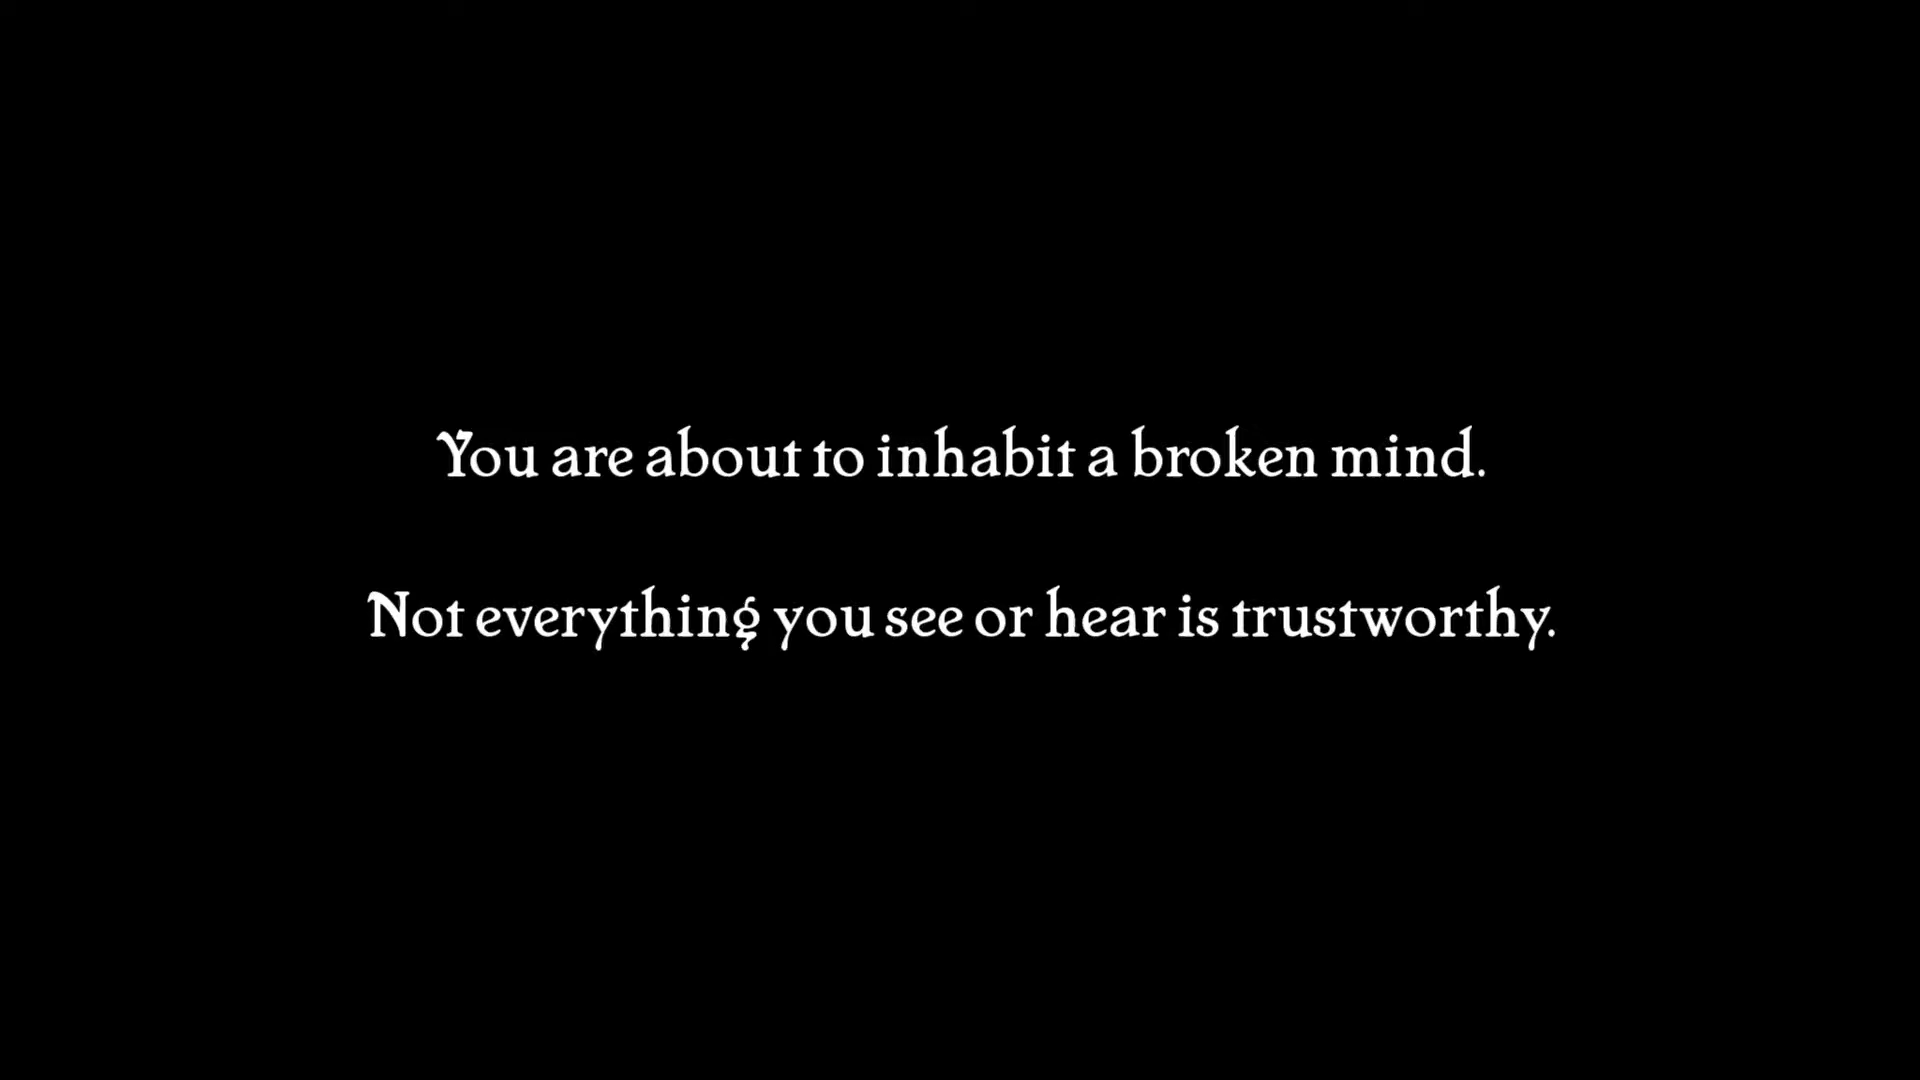 You are about to inhabit a broken mind.
Not everything you see or hear is trustworthy.